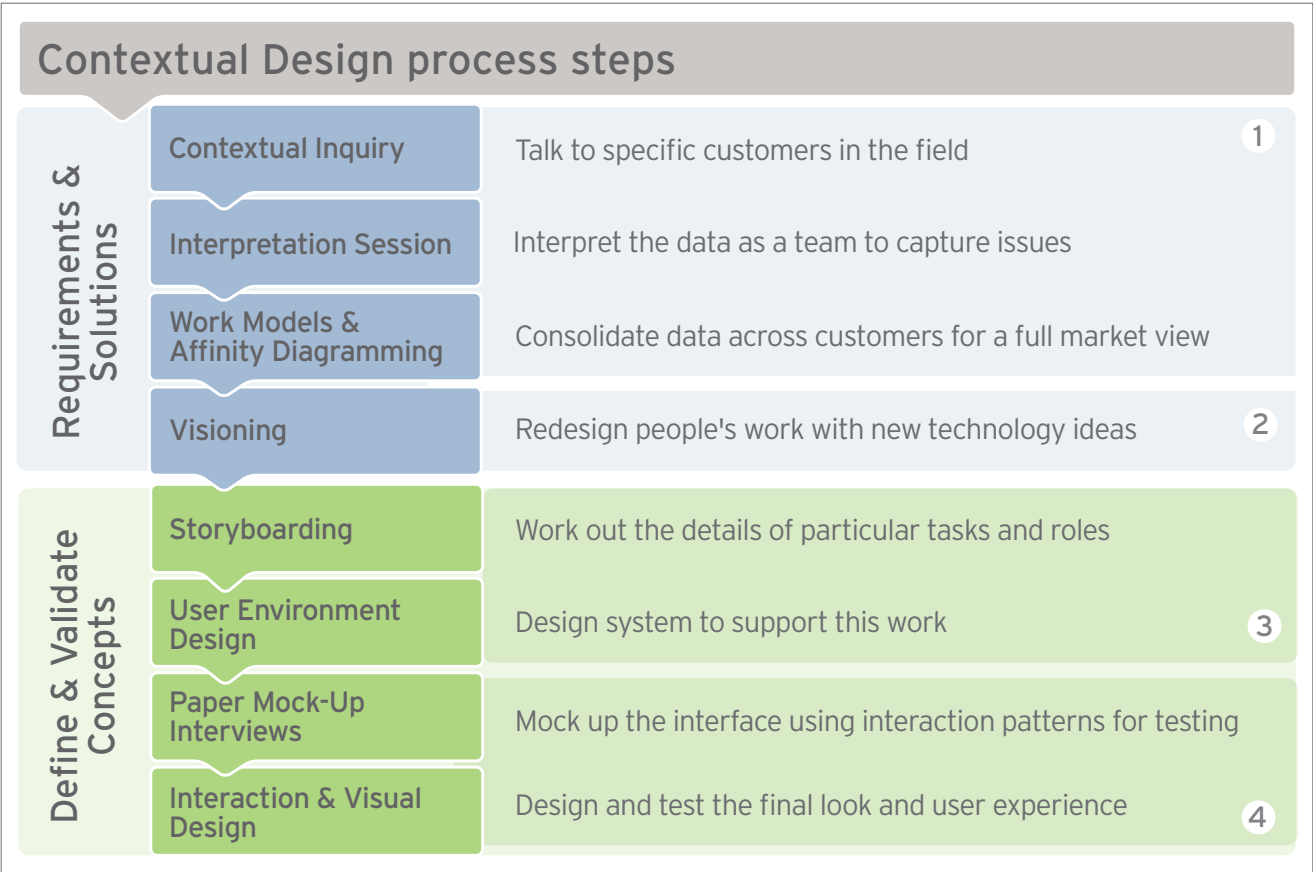 Contextual Design process steps
Requirements &
Solutions
Contextual Inquiry
Talk to specific customers in the field
1
Interpretation Session
Interpret the data as a team to capture issues
Work Models &
Affinity Diagramming
Consolidate data across customers for a full market view
Visioning
Redesign people's work with new technology ideas
2
Define & Validate
Concepts
Storyboarding
Work out the details of particular tasks and roles
User Environment
Design
Design system to support this work
3
Paper Mock-Up
Interviews
Mock up the interface using interaction patterns for testing
Interaction & Visual
Design
Design and test the final look and user experience
4